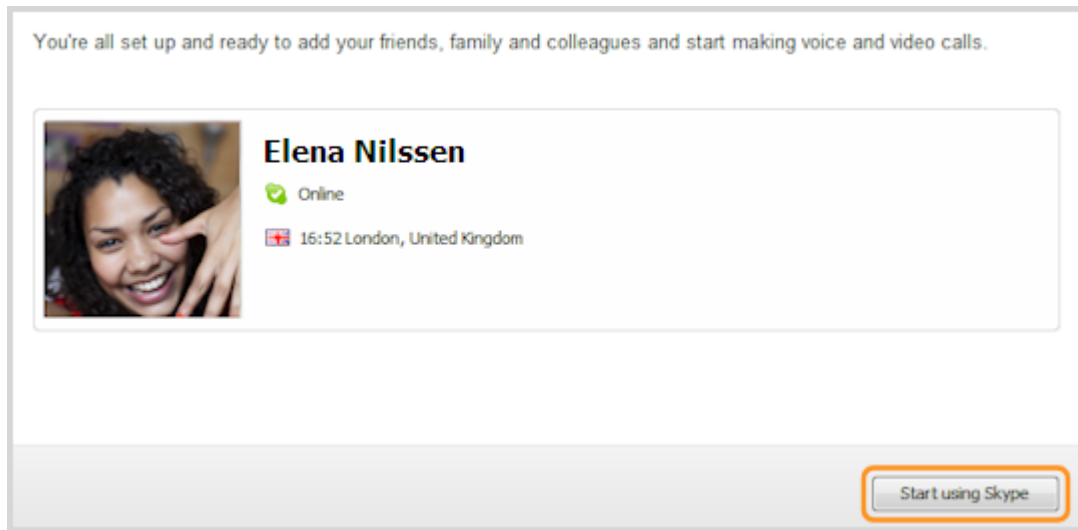 You're all set up and ready to add your friends, family and colleagues and start making voice and video calls.
Elena Nilssen
Online
16:52 London, United Kingdom
Start using Skype